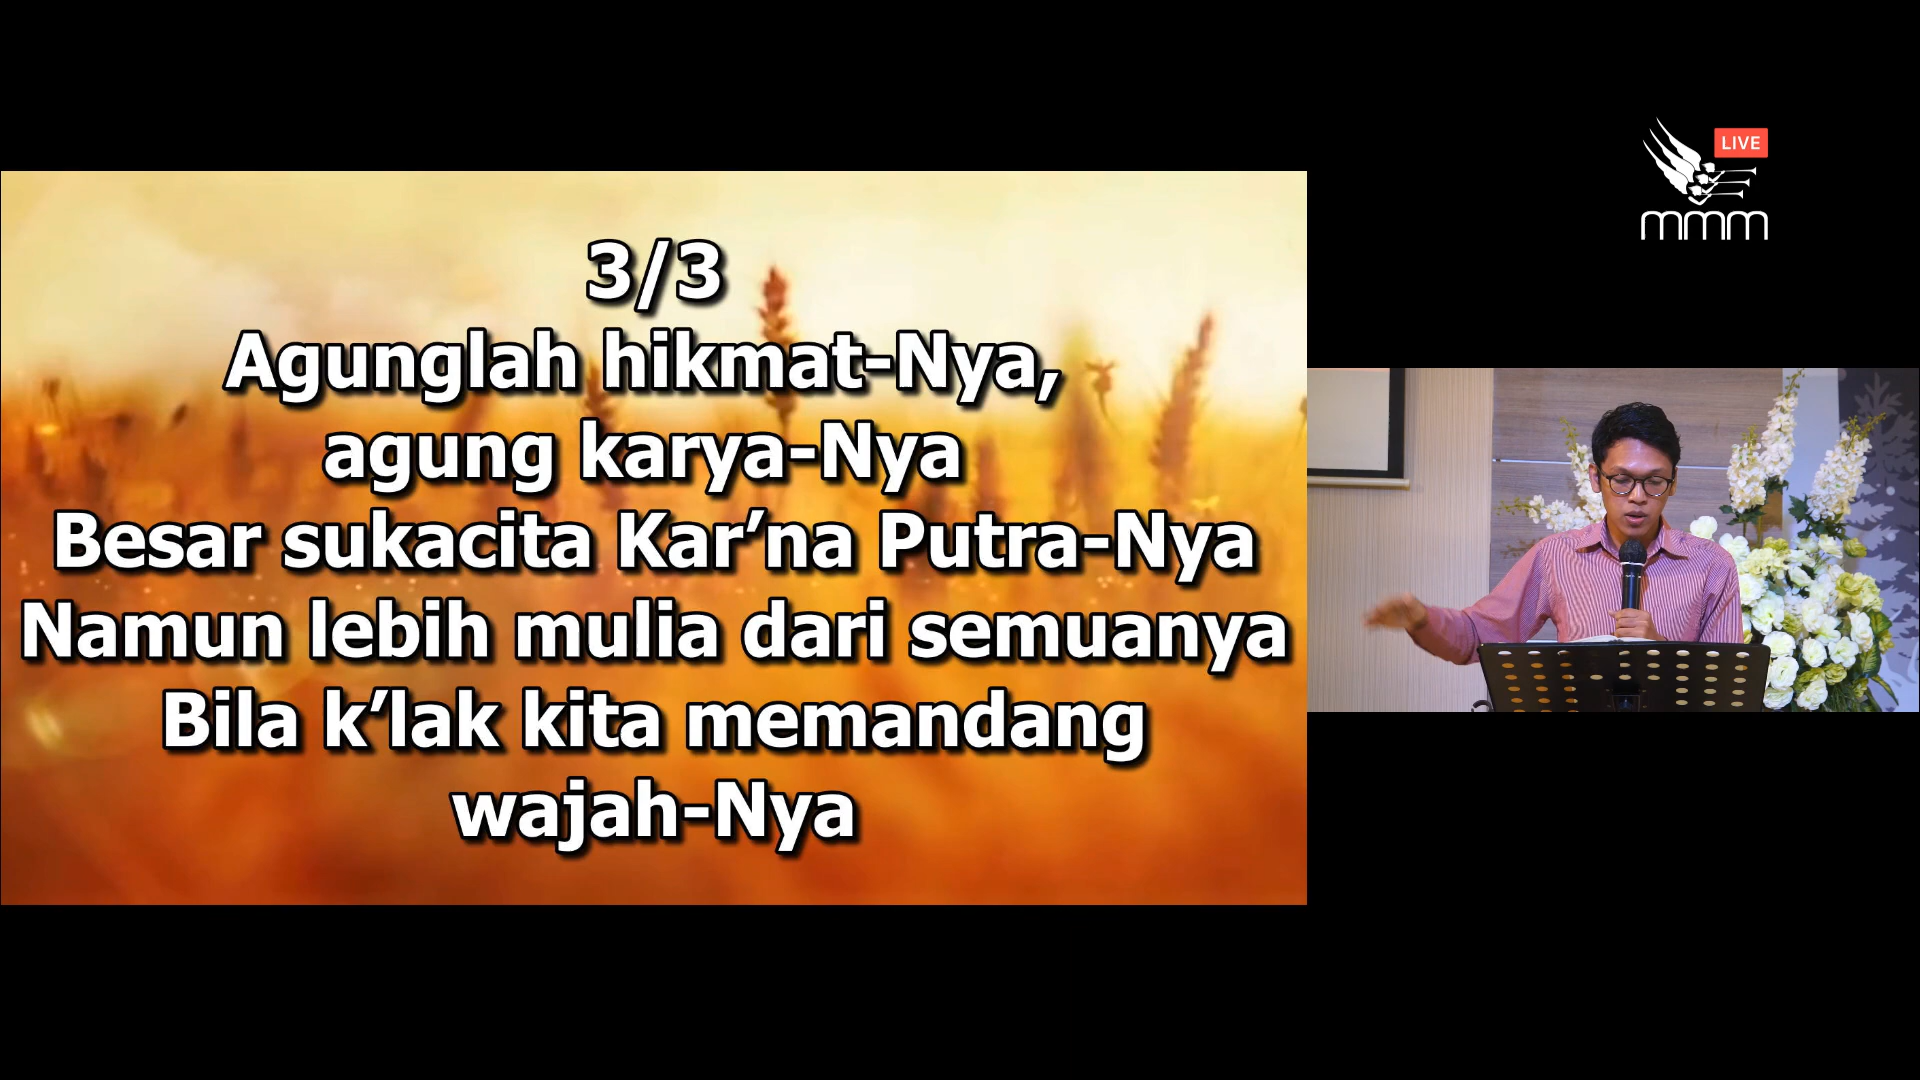 3/3
Agunglah hikmat-Nya,
agung karya-Nya
Besar sukacita Kar’na Putra-Nya
Namun lebih mulia dari semuanya
Bila k’lak kita memandang
wajah-Nya
LIVE
mmm